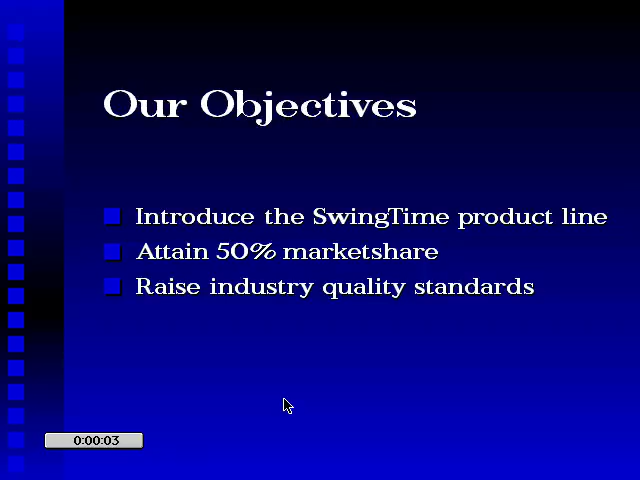 Our Objectives
Introduce the SwingTime product line
Attain 50% marketshare
Raise industry quality standards
0:00:03